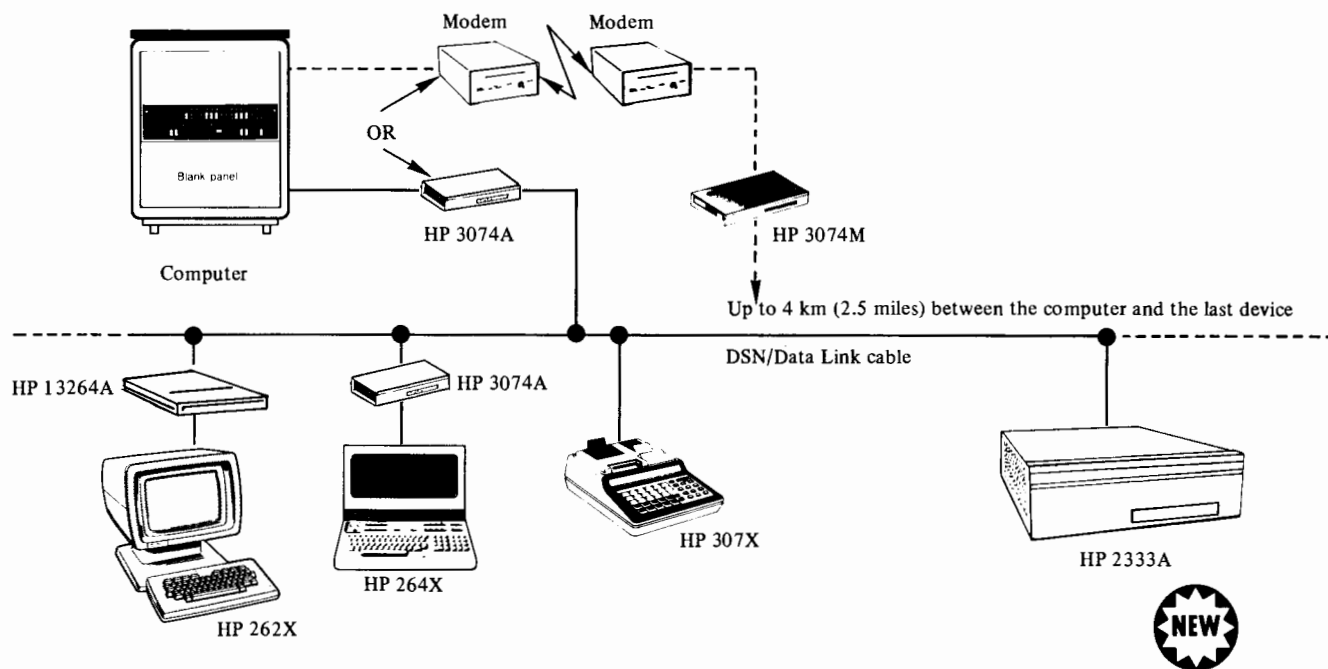 Modem
Modem
OR
Blank panel
HP 3074A
HP 3074M
Computer
Up to 4 km (2.5 miles) between the computer and the last device
DSN/Data Link cable
HP 13264A
HP 3074A
HP 307X
HP 2333A
HP 264X
HP 262X
NEW